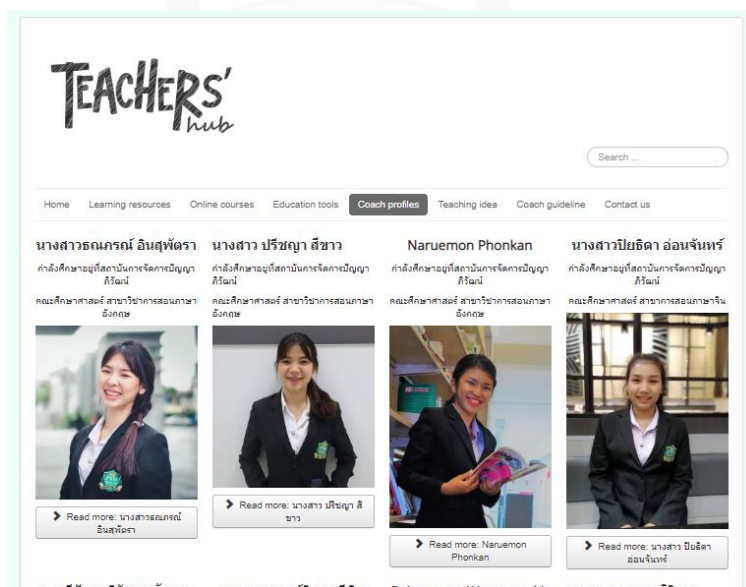 TEACHERS'
hub
Search ...
Home Learning resources Online courses Education tools Coach profiles Teaching idea Coach guideline Contact us
นางสาวธณภรณ์ อินสุพัตรา
กำลังศึกษาอยู่ที่สถาบันการจัดการปัญญา
ภิวัฒน์
คณะศึกษาศาสตร์ สาขาวิชาการสอนภาษา
อังกฤษ
Read more: นางสาวธณภรณ์
อินสุพัตรา
นางสาว ปรีชญา สีขาว
กำลังศึกษาอยู่ที่สถาบันการจัดการปัญญา
ภิวัฒน์
คณะศึกษาศาสตร์ สาขาวิชาการสอนภาษา
อังกฤษ
Read more: นางสาว ปรีชญา สี
ขาว
Naruemon Phonkan
กำลังศึกษาอยู่ที่สถาบันการจัดการปัญญา
ภิวัฒน์
คณะศึกษาศาสตร์ สาขาวิชาการสอนภาษา
อังกฤษ
Read more: Naruemon
Phonkan
นางสาวปิยธิดา อ่อนจันทร์
กำลังศึกษาอยู่ที่สถาบันการจัดการปัญญา
ภิวัฒน์
คณะศึกษาศาสตร์ สาขาการสอนภาษาจีน
Read more: นางสาว ปิยธิดา
อ่อนจันทร์